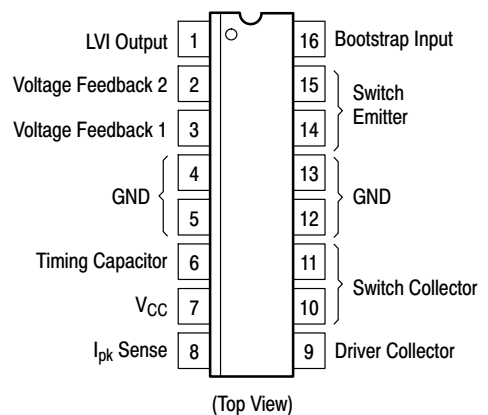 LVI Output 1 16 Bootstrap Input
Voltage Feedback 2 2 15 Switch
Emitter
Voltage Feedback 1 3 14
GND 4 13 GND
5 12
Timing Capacitor 6 11 Switch Collector
VCC 7 10
Ipk Sense 8 9 Driver Collector
(Top View)